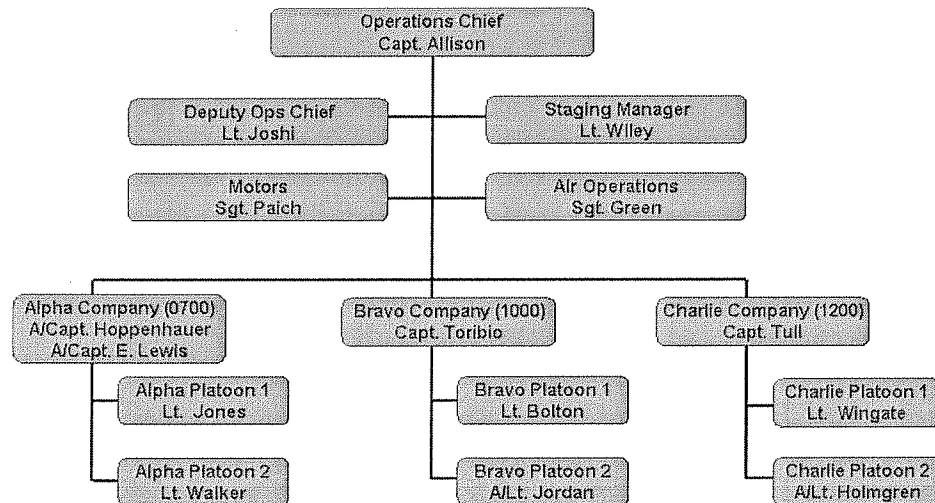 Operations Chief
Capt. Allison
Deputy Ops Chief
Lt. Joshi
Staging Manager
Lt. Wiley
Motors
Sgt. Paich
Air Operations
Sgt. Green
Alpha Company (0700)
A/Capt. Hoppenhauer
A/Capt. E. Lewis
Bravo Company (1000)
Capt. Toribio
Charlie Company (1200)
Capt. Tull
Alpha Platoon 1
Lt. Jones
Bravo Platoon 1
Lt. Bolton
Charlie Platoon 1
Lt. Wingate
Alpha Platoon 2
Lt. Walker
Bravo Platoon 2
A/Lt. Jordan
Charlie Platoon 2
A/Lt. Holmgren